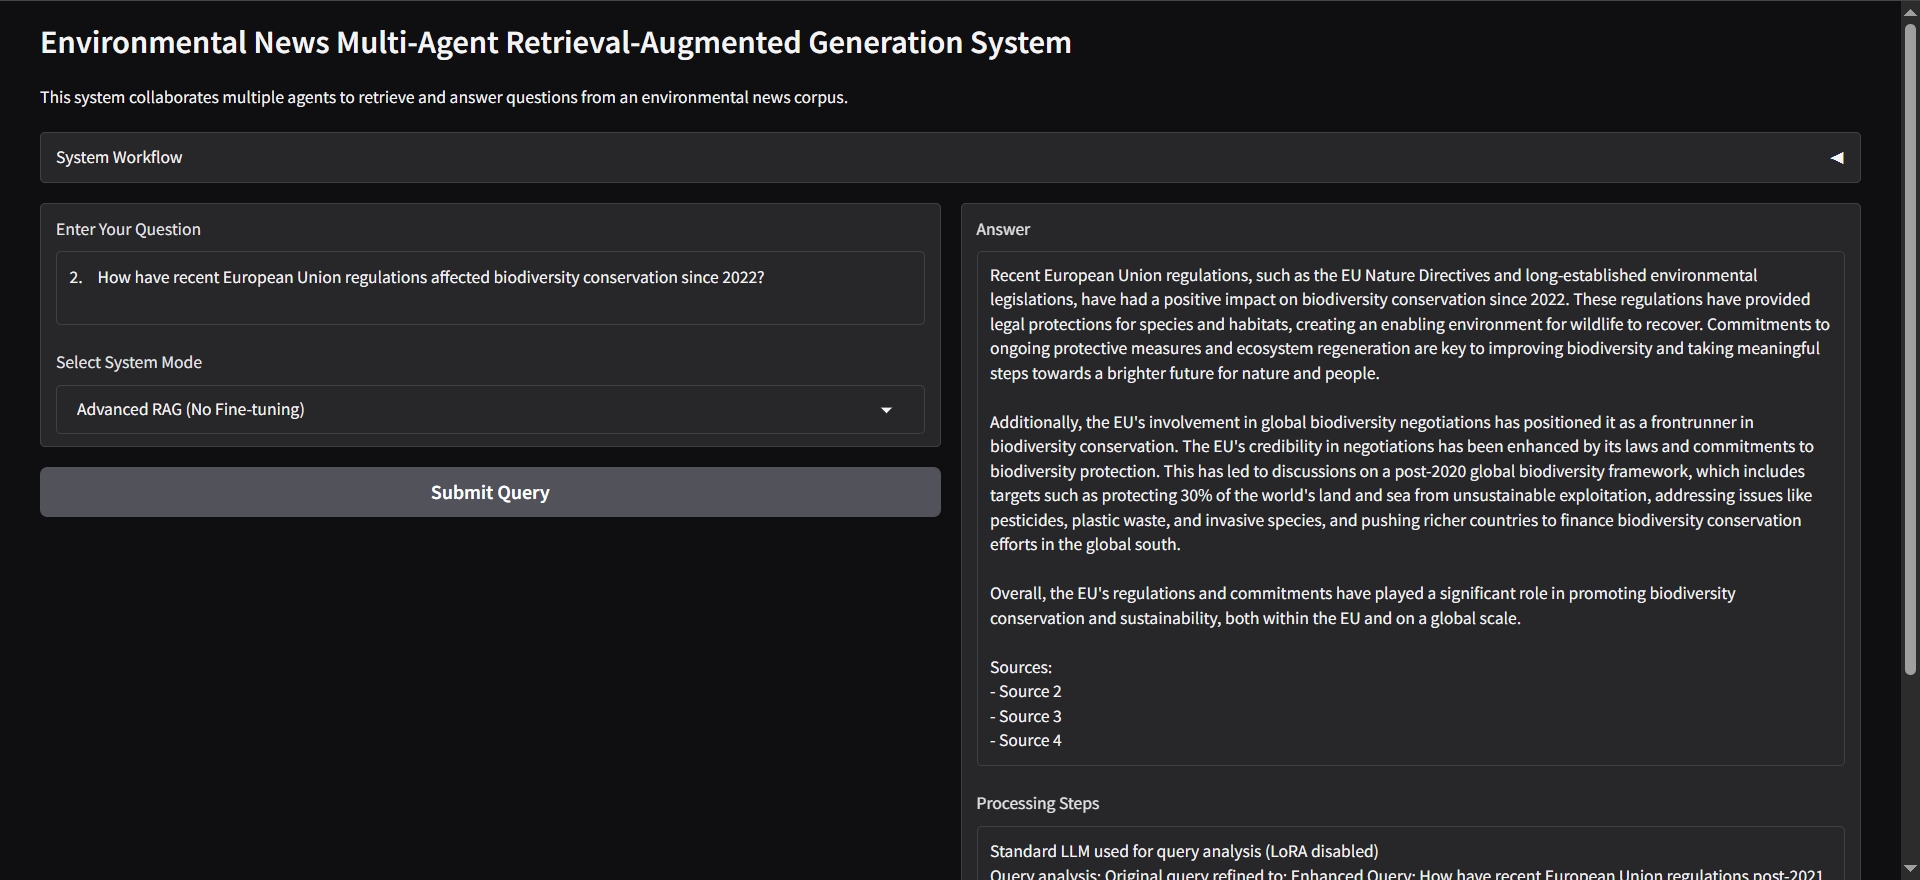 Environmental News Multi-Agent Retrieval-Augmented Generation System
This system collaborates multiple agents to retrieve and answer questions from an environmental news corpus.
System Workflow
Enter Your Question
2. How have recent European Union regulations affected biodiversity conservation since 2022?
Select System Mode
Advanced RAG (No Fine-tuning)
Submit Query
Answer
Recent European Union regulations, such as the EU Nature Directives and long-established environmental
legislations, have had a positive impact on biodiversity conservation since 2022. These regulations have provided
legal protections for species and habitats, creating an enabling environment for wildlife to recover. Commitments to
ongoing protective measures and ecosystem regeneration are key to improving biodiversity and taking meaningful
steps towards a brighter future for nature and people.
Additionally, the EU's involvement in global biodiversity negotiations has positioned it as a frontrunner in
biodiversity conservation. The EU's credibility in negotiations has been enhanced by its laws and commitments to
biodiversity protection. This has led to discussions on a post-2020 global biodiversity framework, which includes
targets such as protecting 30% of the world's land and sea from unsustainable exploitation, addressing issues like
pesticides, plastic waste, and invasive species, and pushing richer countries to finance biodiversity conservation
efforts in the global south.
Overall, the EU's regulations and commitments have played a significant role in promoting biodiversity
conservation and sustainability, both within the EU and on a global scale.
Sources:
- Source 2
- Source 3
- Source 4
Processing Steps
Standard LLM used for query analysis (LoRA disabled)
Query analysis: Original query refined to: Enhanced Query: How have recent European Union regulations post-2021